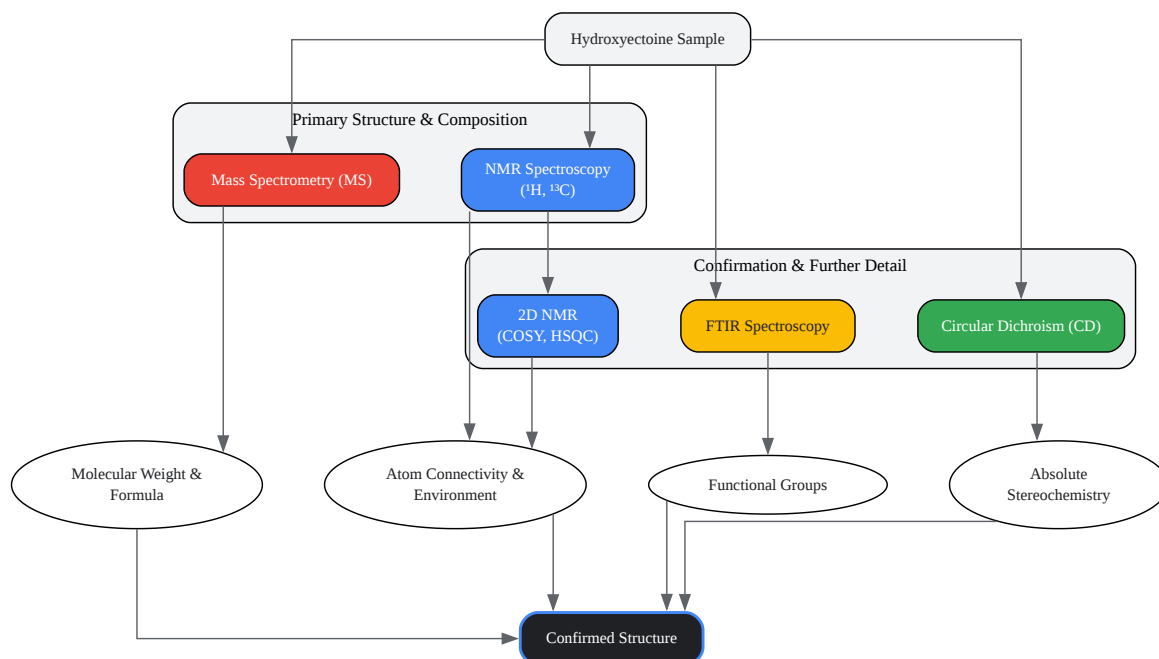 Hydroxyectoine Sample
Primary Structure & Composition
Mass Spectrometry (MS)
NMR Spectroscopy
(¹H, ¹³C)
Confirmation & Further Detail
2D NMR
(COSY, HSQC)
FTIR Spectroscopy
Circular Dichroism (CD)
Molecular Weight &
Formula
Atom Connectivity &
Environment
Functional Groups
Absolute
Stereochemistry
Confirmed Structure